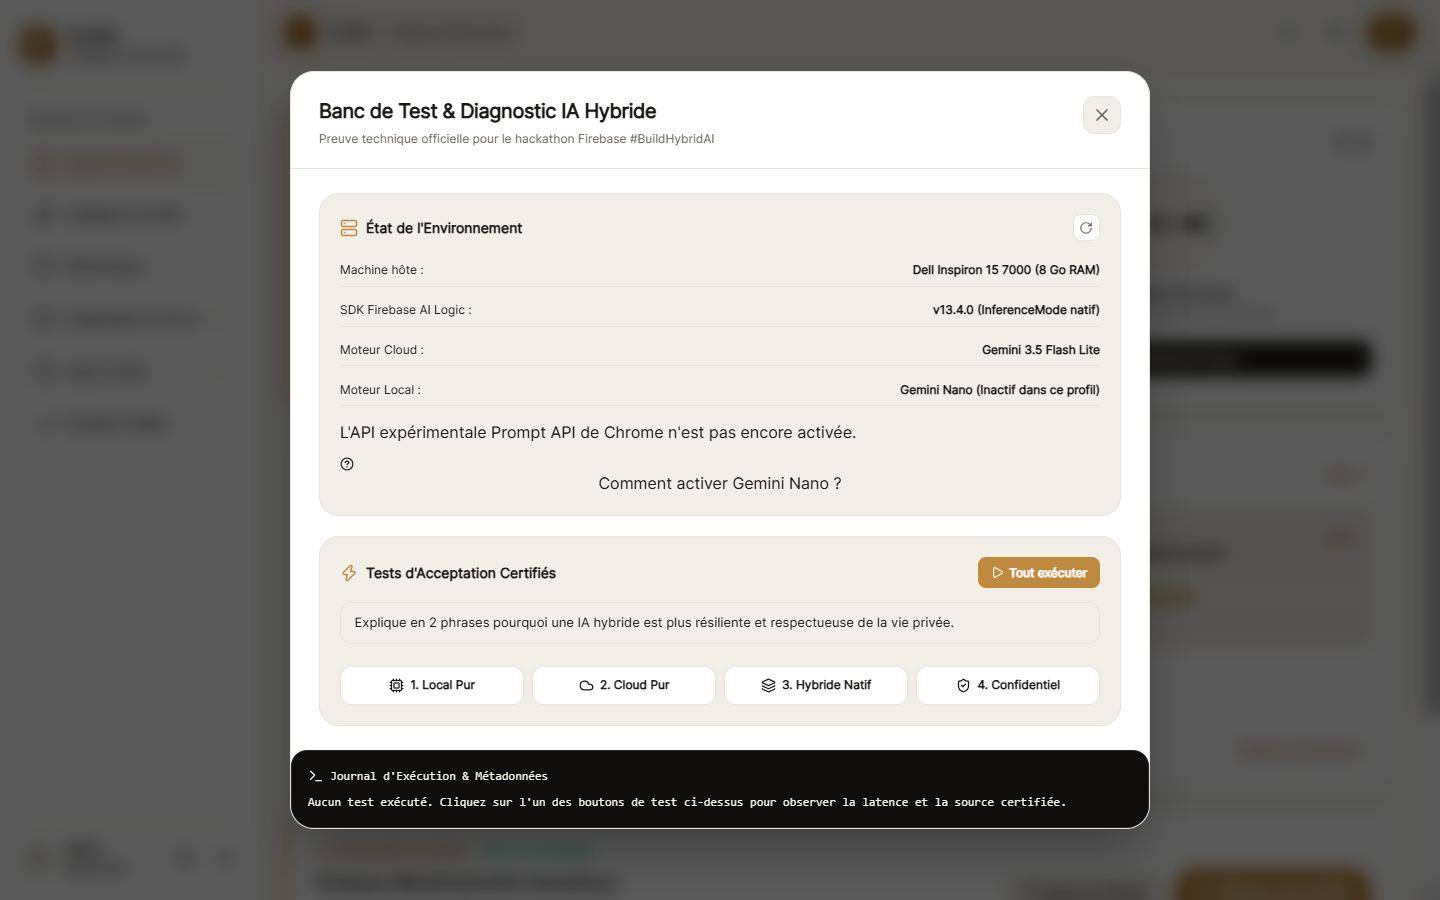 Banc de Test & Diagnostic IA Hybride
Preuve technique officielle pour le hackathon Firebase #BuildHybridAI
État de l'Environnement
Machine hôte : Dell Inspiron 15 7000 (8 Go RAM)
SDK Firebase AI Logic : v13.4.0 (InferenceMode natif)
Moteur Cloud : Gemini 3.5 Flash Lite
Moteur Local : Gemini Nano (Inactif dans ce profil)
L'API expérimentale Prompt API de Chrome n'est pas encore activée.
Comment activer Gemini Nano ?
Tests d'Acceptation Certifiés
Tout exécuter
Explique en 2 phrases pourquoi une IA hybride est plus résiliente et respectueuse de la vie privée.
1. Local Pur
2. Cloud Pur
3. Hybride Natif
4. Confidentiel
Journal d'Exécution & Métadonnées
Aucun test exécuté. Cliquez sur l'un des boutons de test ci-dessus pour observer la latence et la source certifiée.